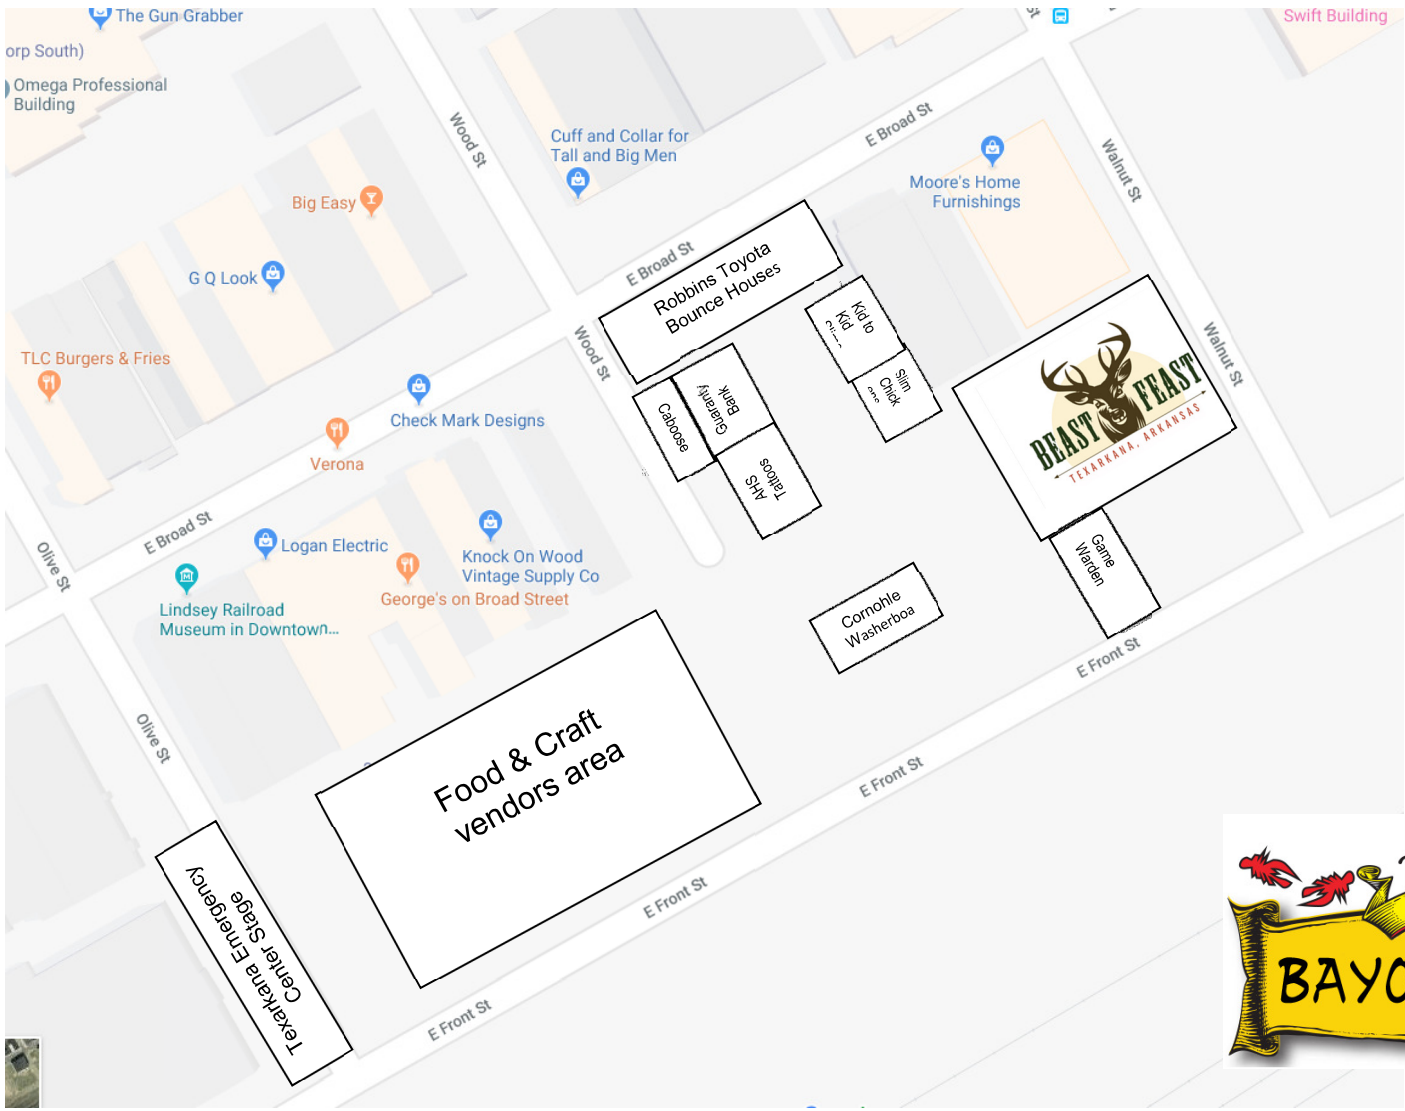 The Gun Grabber
St
Swift Building
orp South)
Omega Professional
Building
Wood St
Cuff and Collar for
Tall and Big Men
E Broad St
Walnut St
Moore's Home
Furnishings
Big Easy
E Broad St
Robbins Toyota
Bounce Houses
G Q Look
Kid to
Kid
Wood St
Walnut St
TLC Burgers & Fries
BEAST FEAST
TEXARKANA, ARKANSAS
Slim
Chick
Check Mark Designs
Guaranty
Bank
Caboose
Verona
AHS
Tattoos
E Broad St
Olive St
Logan Electric
Knock On Wood
Vintage Supply Co
George's on Broad Street
Game
Warden
Lindsey Railroad
Museum in Downtown...
Cornohle
Washerboa
E Front St
Olive St
Food & Craft
vendors area
E Front St
E Front St
Texarkana Emergency
Center Stage
E Front St
BAYO